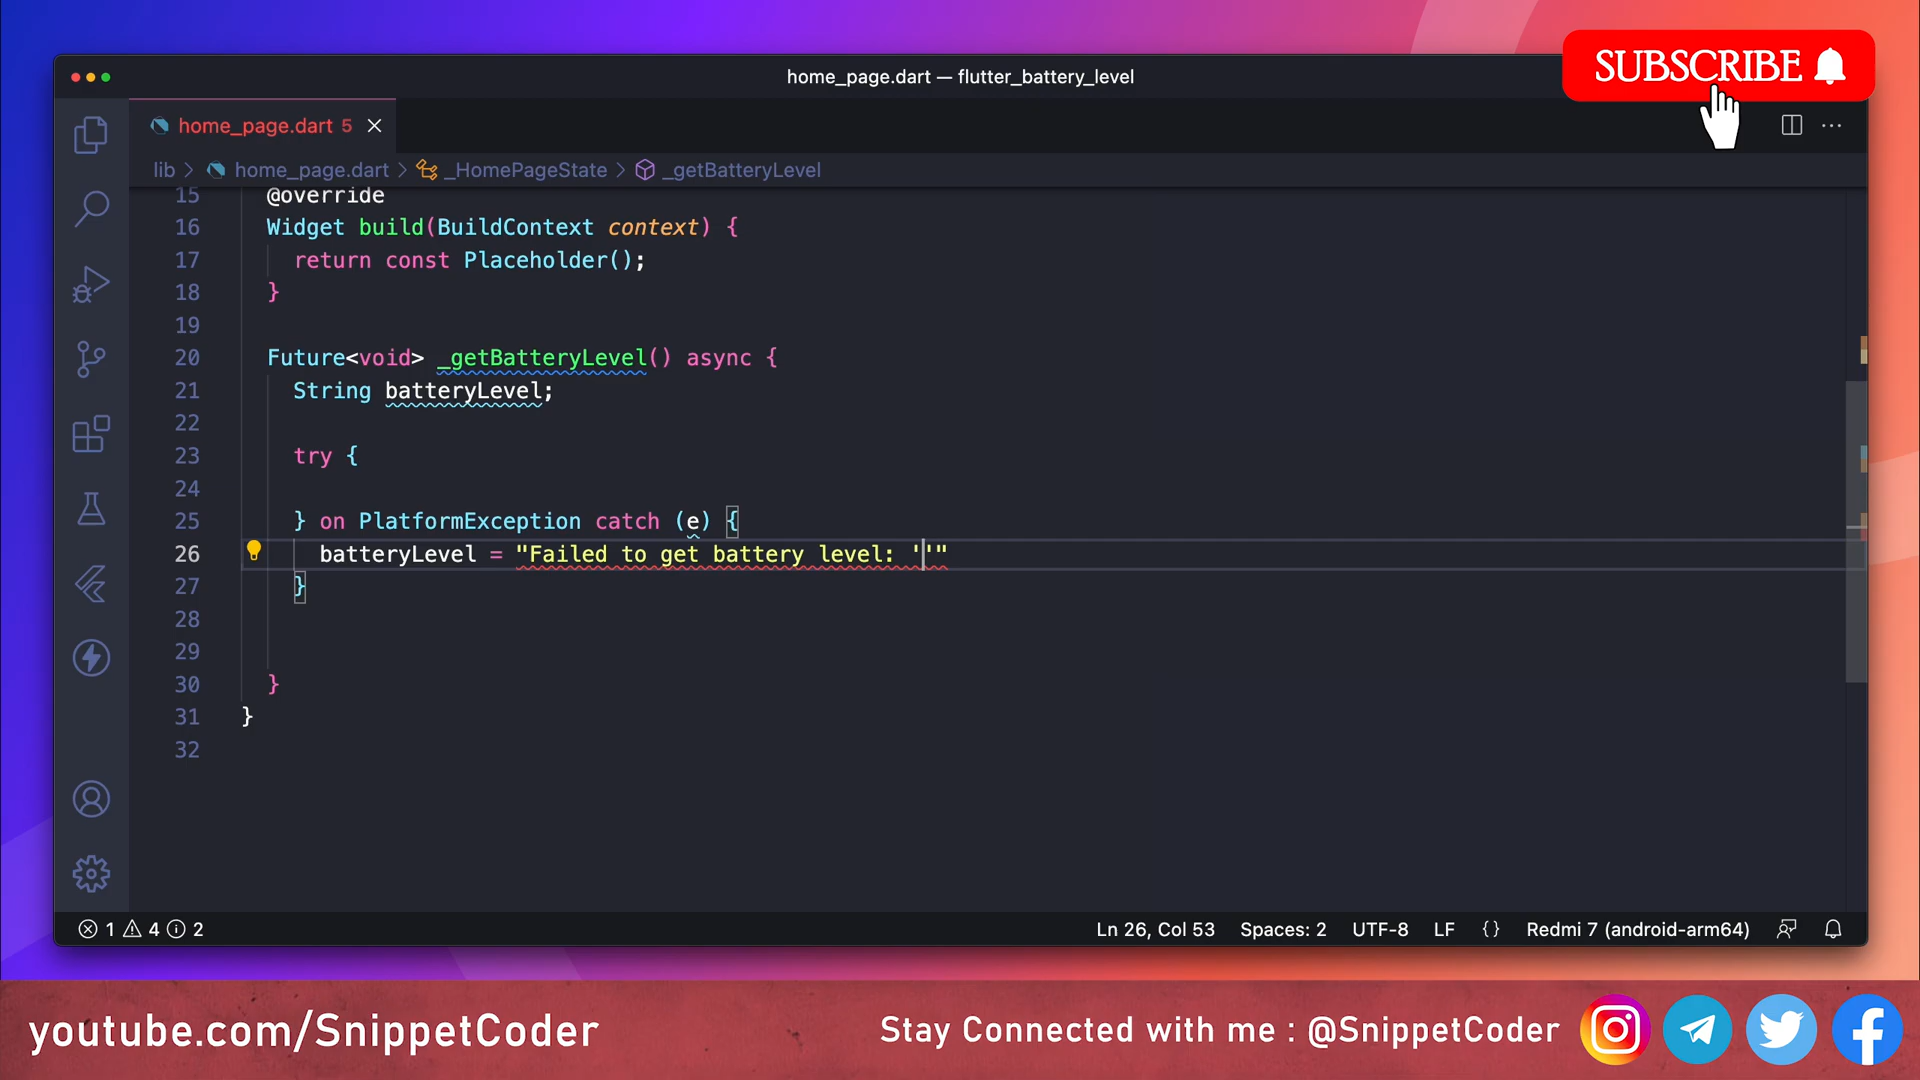 home_page.dart — flutter_battery_level
SUBSCRIBE
home_page.dart 5
lib > home_page.dart > _HomePageState > _getBatteryLevel
15 @override
16 Widget build(BuildContext context) {
17 return const Placeholder();
18 }
19
20 Future<void> _getBatteryLevel() async {
21 String batteryLevel;
22
23 try {
24
25 } on PlatformException catch (e) {
26 batteryLevel = "Failed to get battery level: ''"
27 }
28
29
30 }
31 }
32
1 4 2 Ln 26, Col 53 Spaces: 2 UTF-8 LF {} Redmi 7 (android-arm64)
youtube.com/SnippetCoder Stay Connected with me : @SnippetCoder